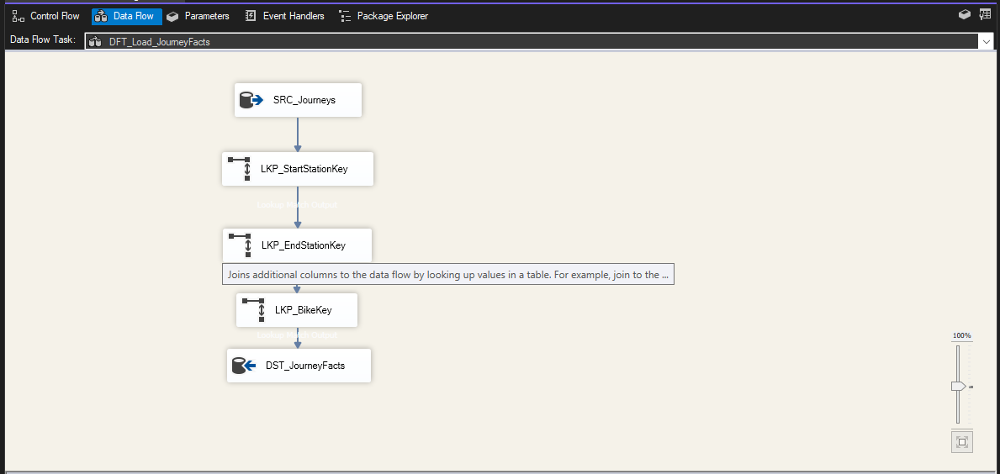 Control Flow Data Flow Parameters Event Handlers Package Explorer
Data Flow Task: DFT_Load_JourneyFacts
SRC_Journeys
LKP_StartStationKey
Lookup Match Output
LKP_EndStationKey
Joins additional columns to the data flow by looking up values in a table. For example, join to the ...
LKP_BikeKey
Lookup Match Output
DST_JourneyFacts
100%